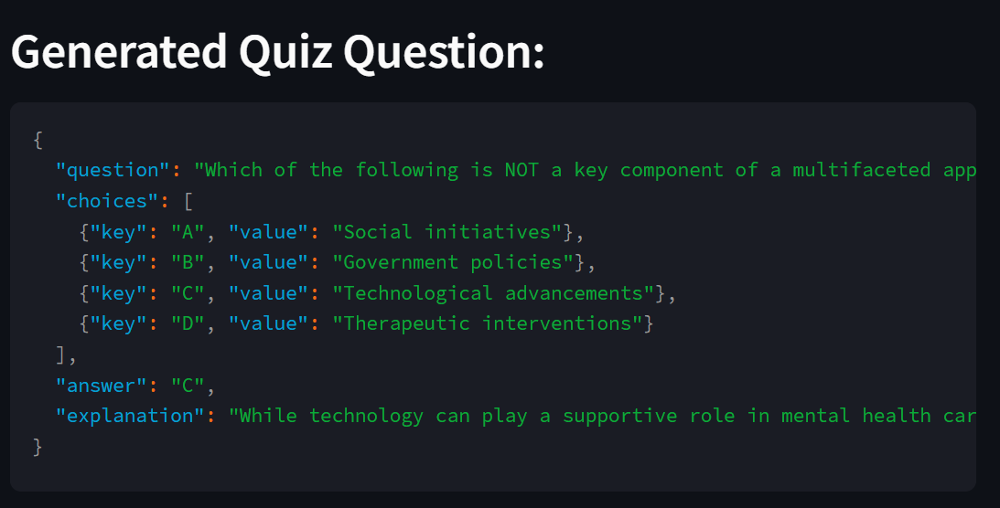 Generated Quiz Question:
{
"question": "Which of the following is NOT a key component of a multifaceted app
"choices": [
{"key": "A", "value": "Social initiatives"},
{"key": "B", "value": "Government policies"},
{"key": "C", "value": "Technological advancements"},
{"key": "D", "value": "Therapeutic interventions"}
],
"answer": "C",
"explanation": "While technology can play a supportive role in mental health car
}